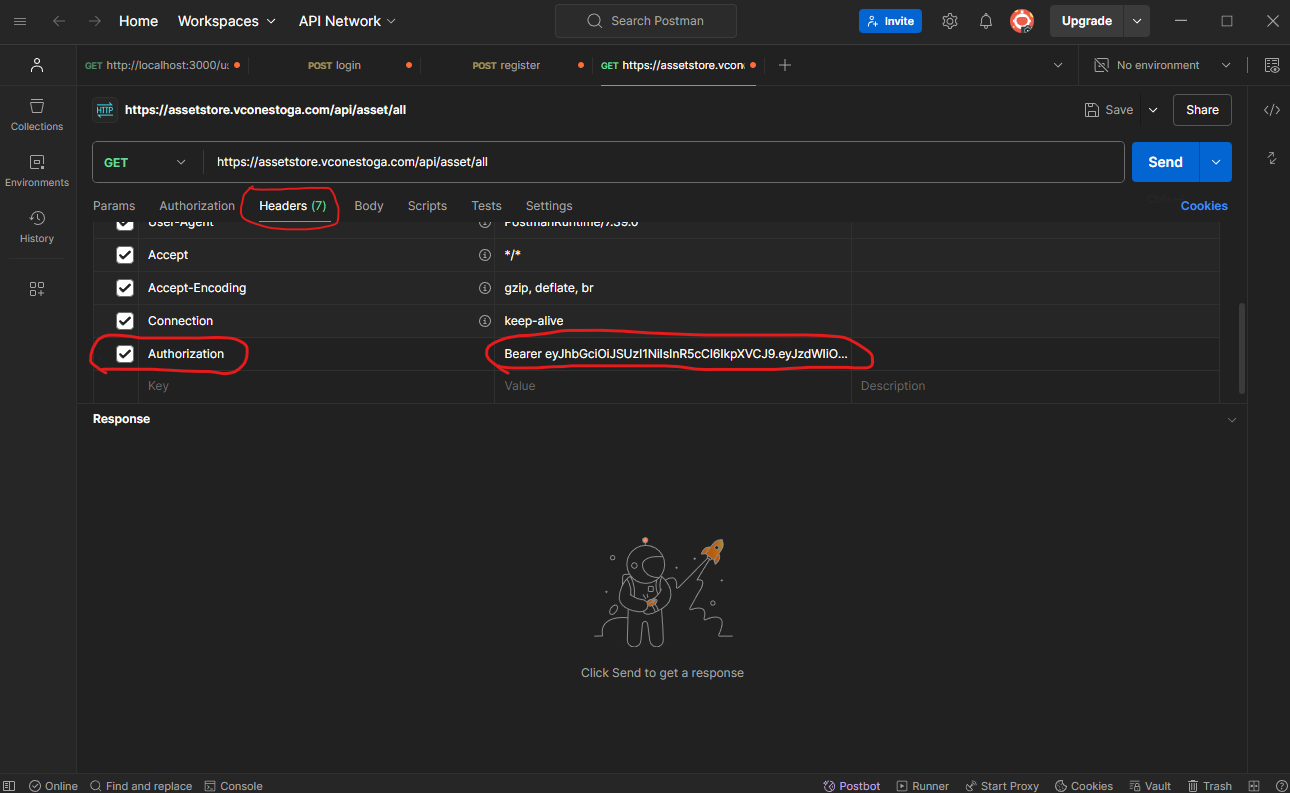 Home Workspaces API Network Search Postman Invite Upgrade
GET http://localhost:3000/u POST login POST register GET https://assetstore.vcon No environment
HTTP https://assetstore.vconestoga.com/api/asset/all Save Share
Collections
Environments
History
GET https://assetstore.vconestoga.com/api/asset/all Send
Params Authorization Headers (7) Body Scripts Tests Settings Cookies
User-Agent PostmanRuntime/7.39.0
Accept */*
Accept-Encoding gzip, deflate, br
Connection keep-alive
Authorization Bearer eyJhbGciOiJSUzI1NiIsInR5cCI6IkpXVCJ9.eyJzdWIiO...
Key Value Description
Response
Click Send to get a response
Online Find and replace Console Postbot Runner Start Proxy Cookies Vault Trash